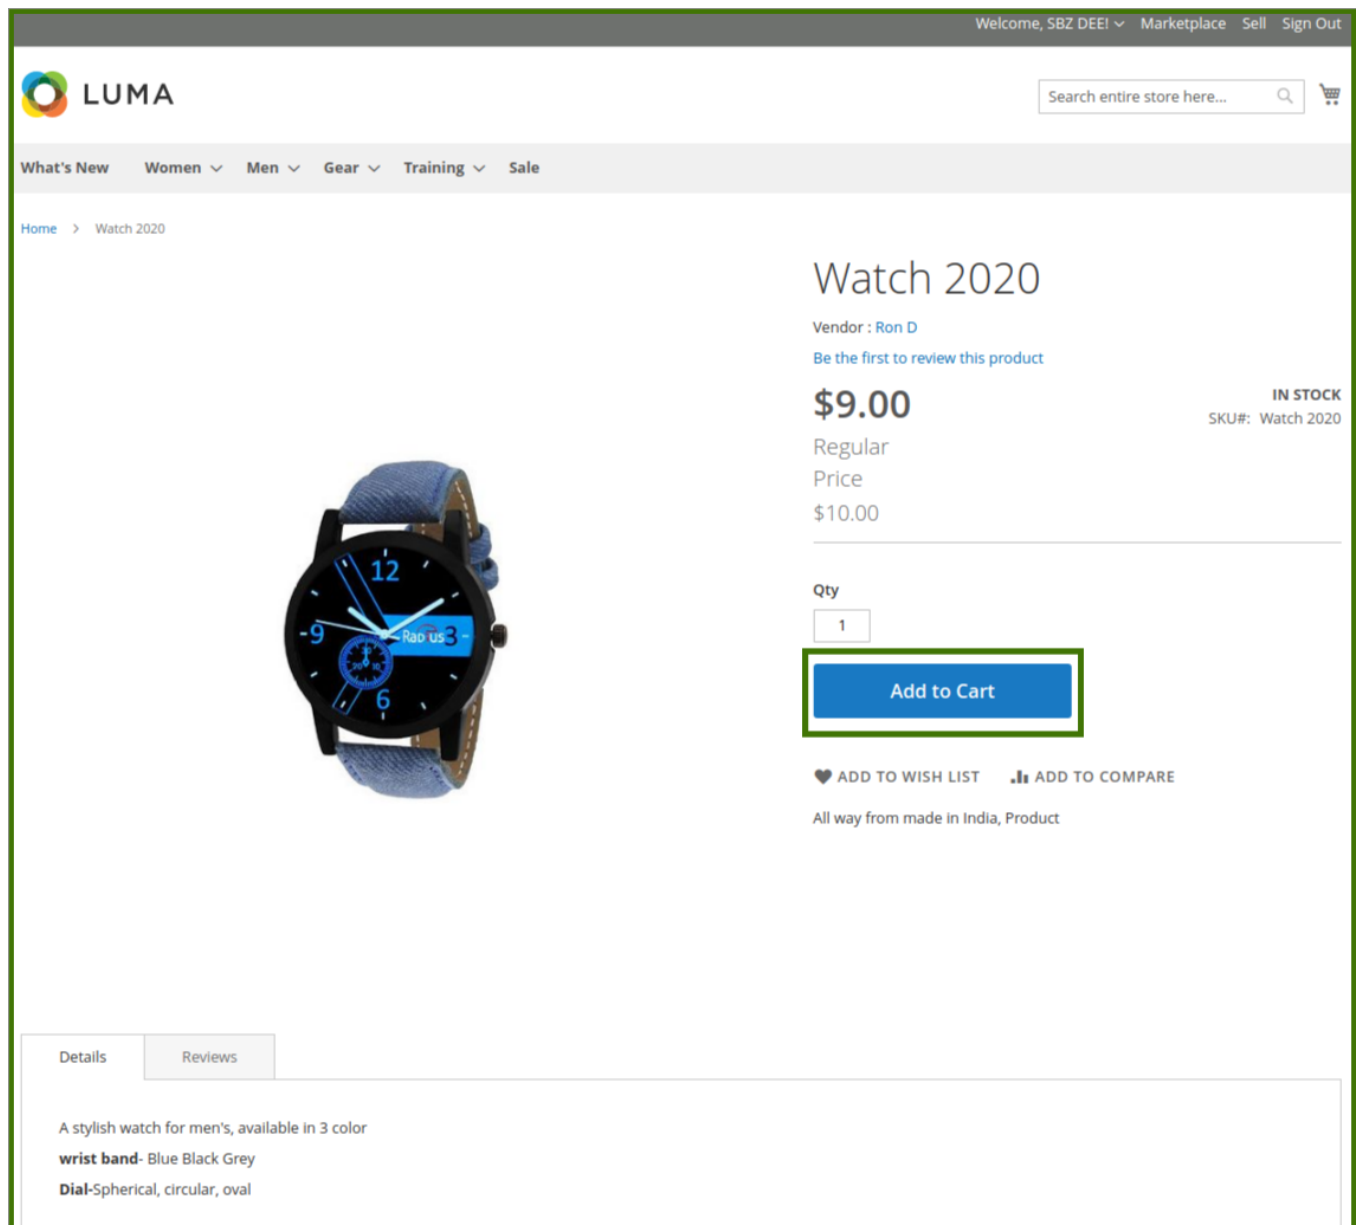 Welcome, SBZ DEE! Marketplace Sell Sign Out
LUMA
Search entire store here...
What's New Women Men Gear Training Sale
Home > Watch 2020
Watch 2020
Vendor : Ron D
Be the first to review this product
$9.00
IN STOCK
SKU#: Watch 2020
Regular
Price
$10.00
Qty
1
Add to Cart
ADD TO WISH LIST ADD TO COMPARE
All way from made in India, Product
12
9
3
6
Details Reviews
A stylish watch for men's, available in 3 color
wrist band- Blue Black Grey
Dial-Spherical, circular, oval